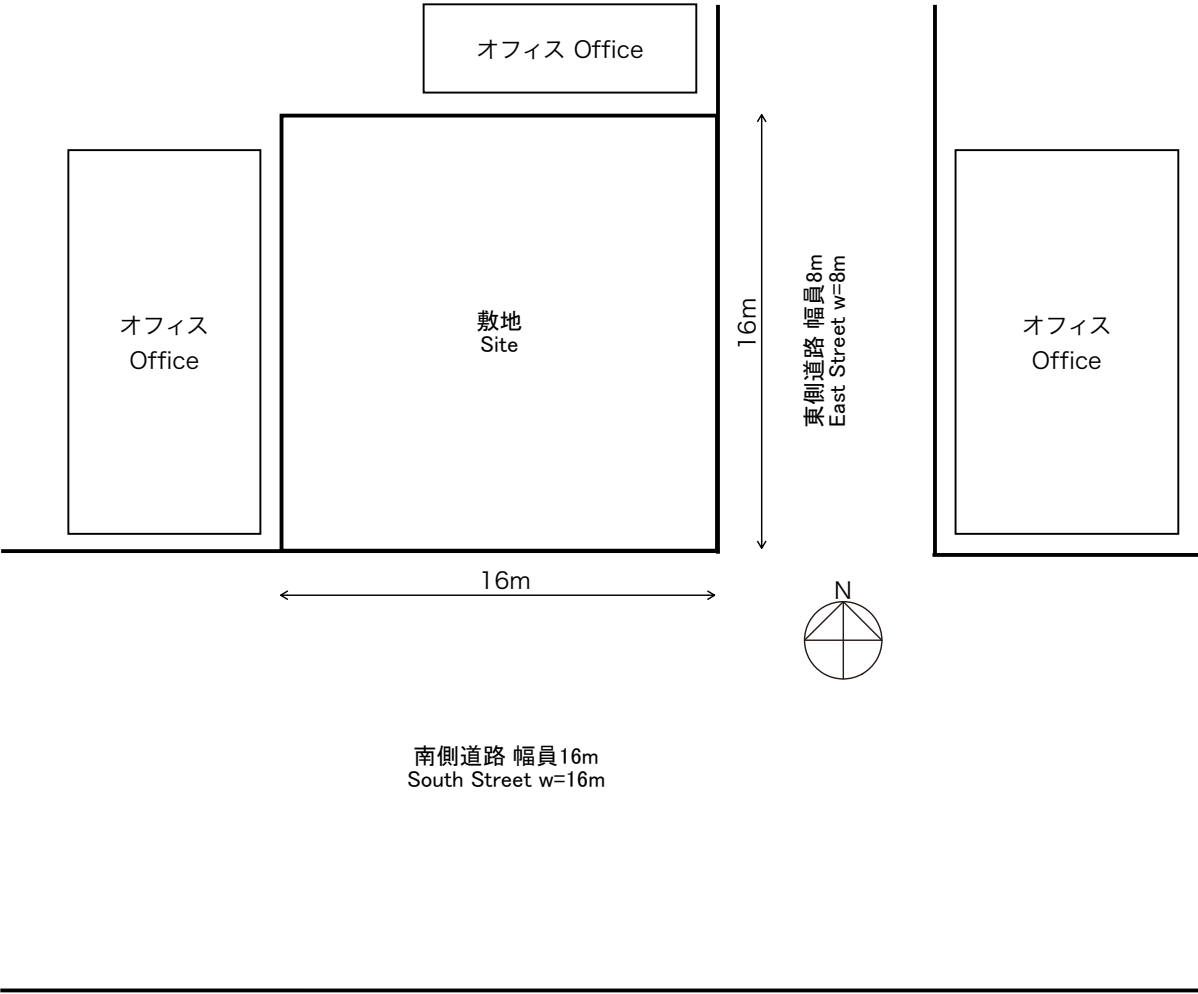 オフィス Office
敷地
Site
オフィス
Office
16m
東側道路 幅員8m
East Street w=8m
オフィス
Office
16m
N
南側道路 幅員16m
South Street w=16m